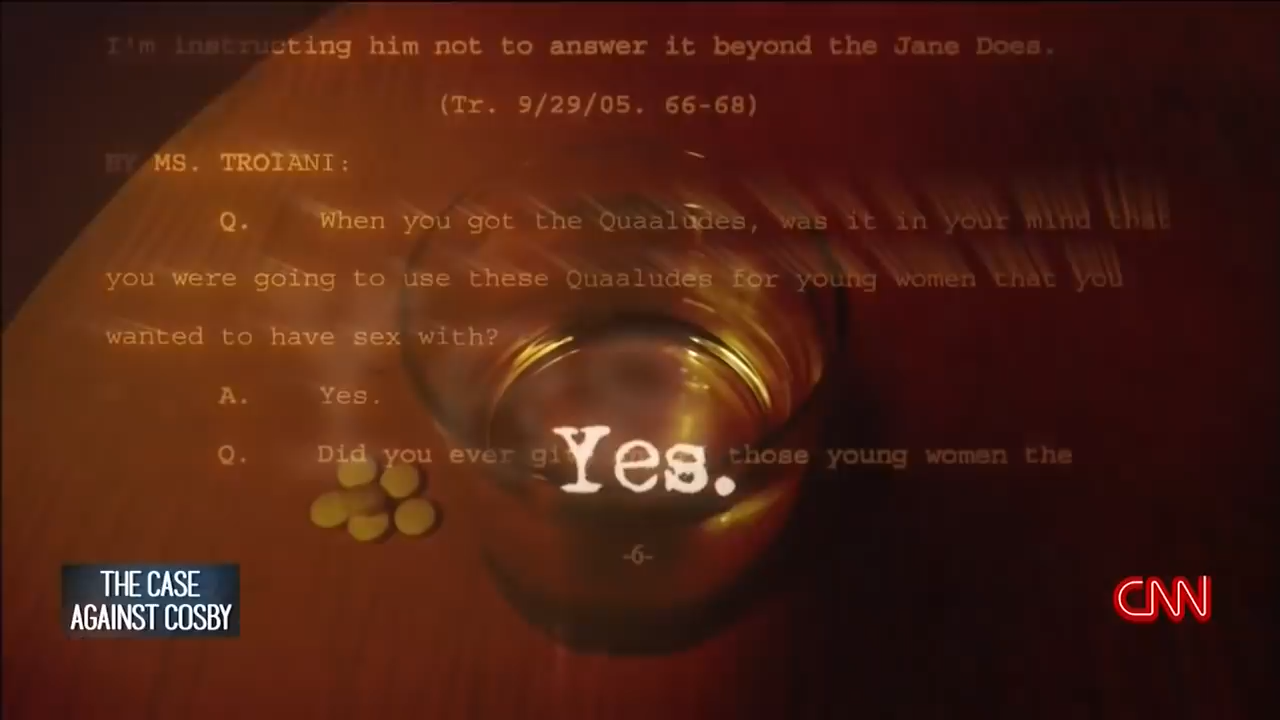 I'm instructing him not to answer it beyond the Jane Does.
(Tr. 9/29/05. 66-68)
BY MS. TROIANI:
Q. When you got the Quaaludes, was it in your mind that
you were going to use these Quaaludes for young women that you
wanted to have sex with?
A. Yes.
Q. Did you ever those young women the
Yes.
-6-
THE CASE
AGAINST COSBY
CNN